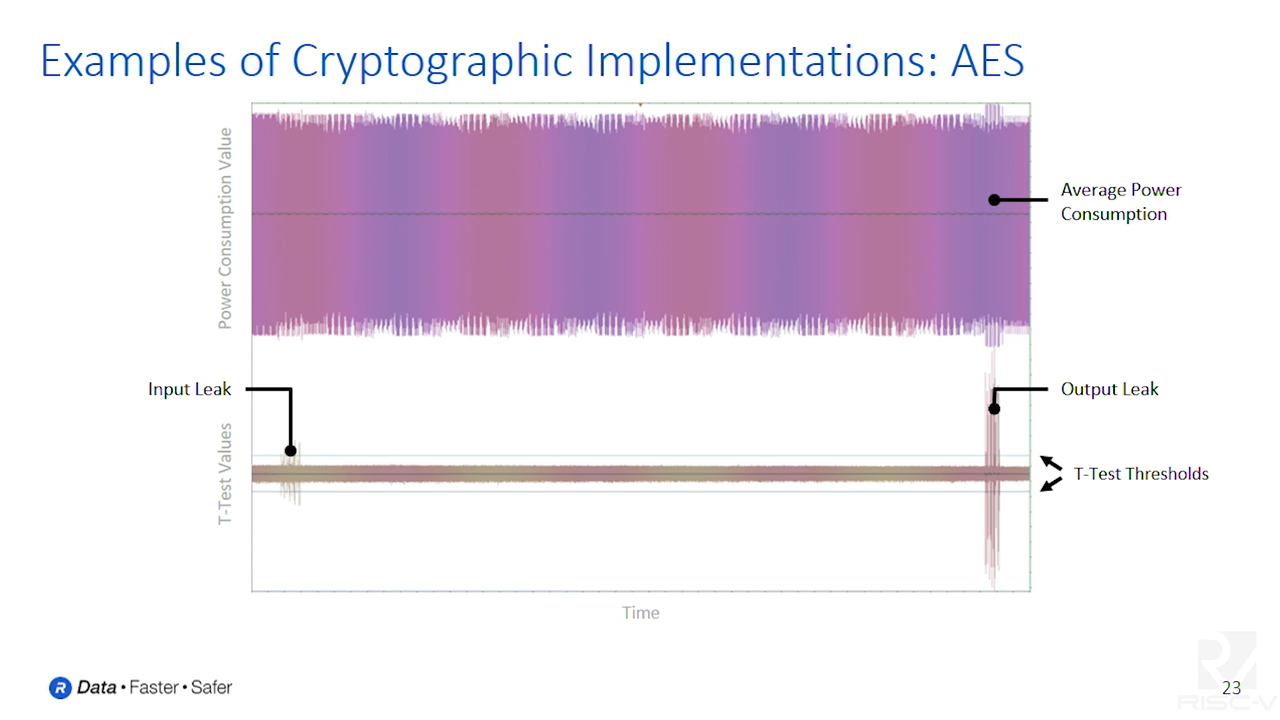 Examples of Cryptographic Implementations: AES
Power Consumption Value
Average Power
Consumption
Input Leak
Output Leak
T-Test Values
T-Test Thresholds
Time
R Data • Faster • Safer
23
RISC-V